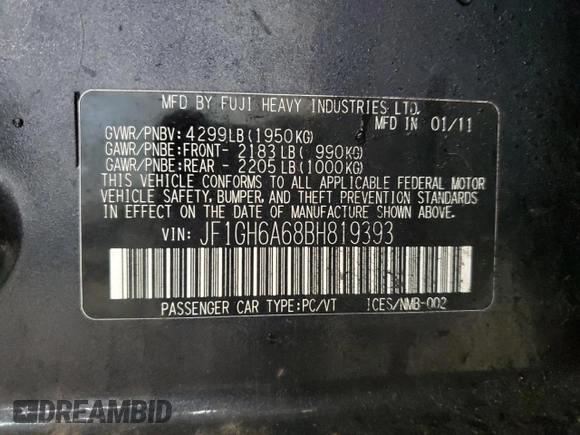 MFD BY FUJI HEAVY INDUSTRIES LTD.
MFD IN 01/11
GVWR/PNBV: 4299LB (1950KG)
GAWR/PNBE:FRONT- 2183LB ( 990KG)
GAWR/PNBE:REAR - 2205LB (1000KG)
THIS VEHICLE CONFORMS TO ALL APPLICABLE FEDERAL MOTOR
VEHICLE SAFETY, BUMPER, AND THEFT PREVENTION STANDARDS
IN EFFECT ON THE DATE OF MANUFACTURE SHOWN ABOVE.
VIN: JF1GH6A68BH819393
PASSENGER CAR TYPE:PC/VT ICES/NMB-002
DREAMBID